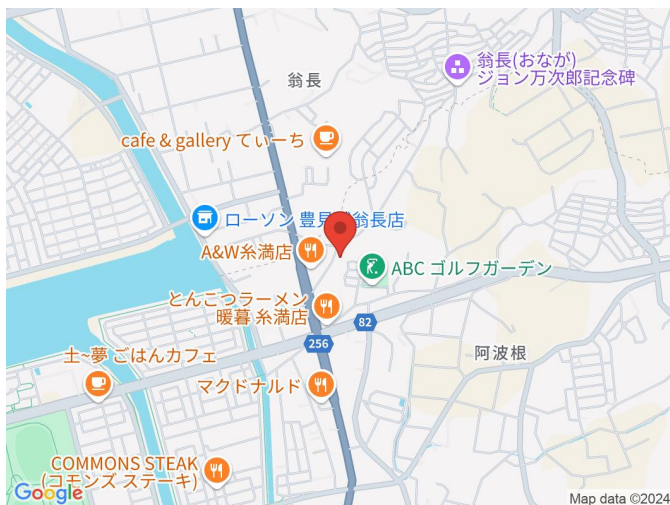 翁長
翁長(おなが)
ジョン万次郎記念碑
cafe & gallery てぃーち
ローソン 豊見
翁長店
A&W糸満店
ABC ゴルフガーデン
とんこつラーメン
暖暮 糸満店
82
256
阿波根
土~夢 ごはんカフェ
マクドナルド
COMMONS STEAK
(コモンズ ステーキ)
Google
Map data ©2024